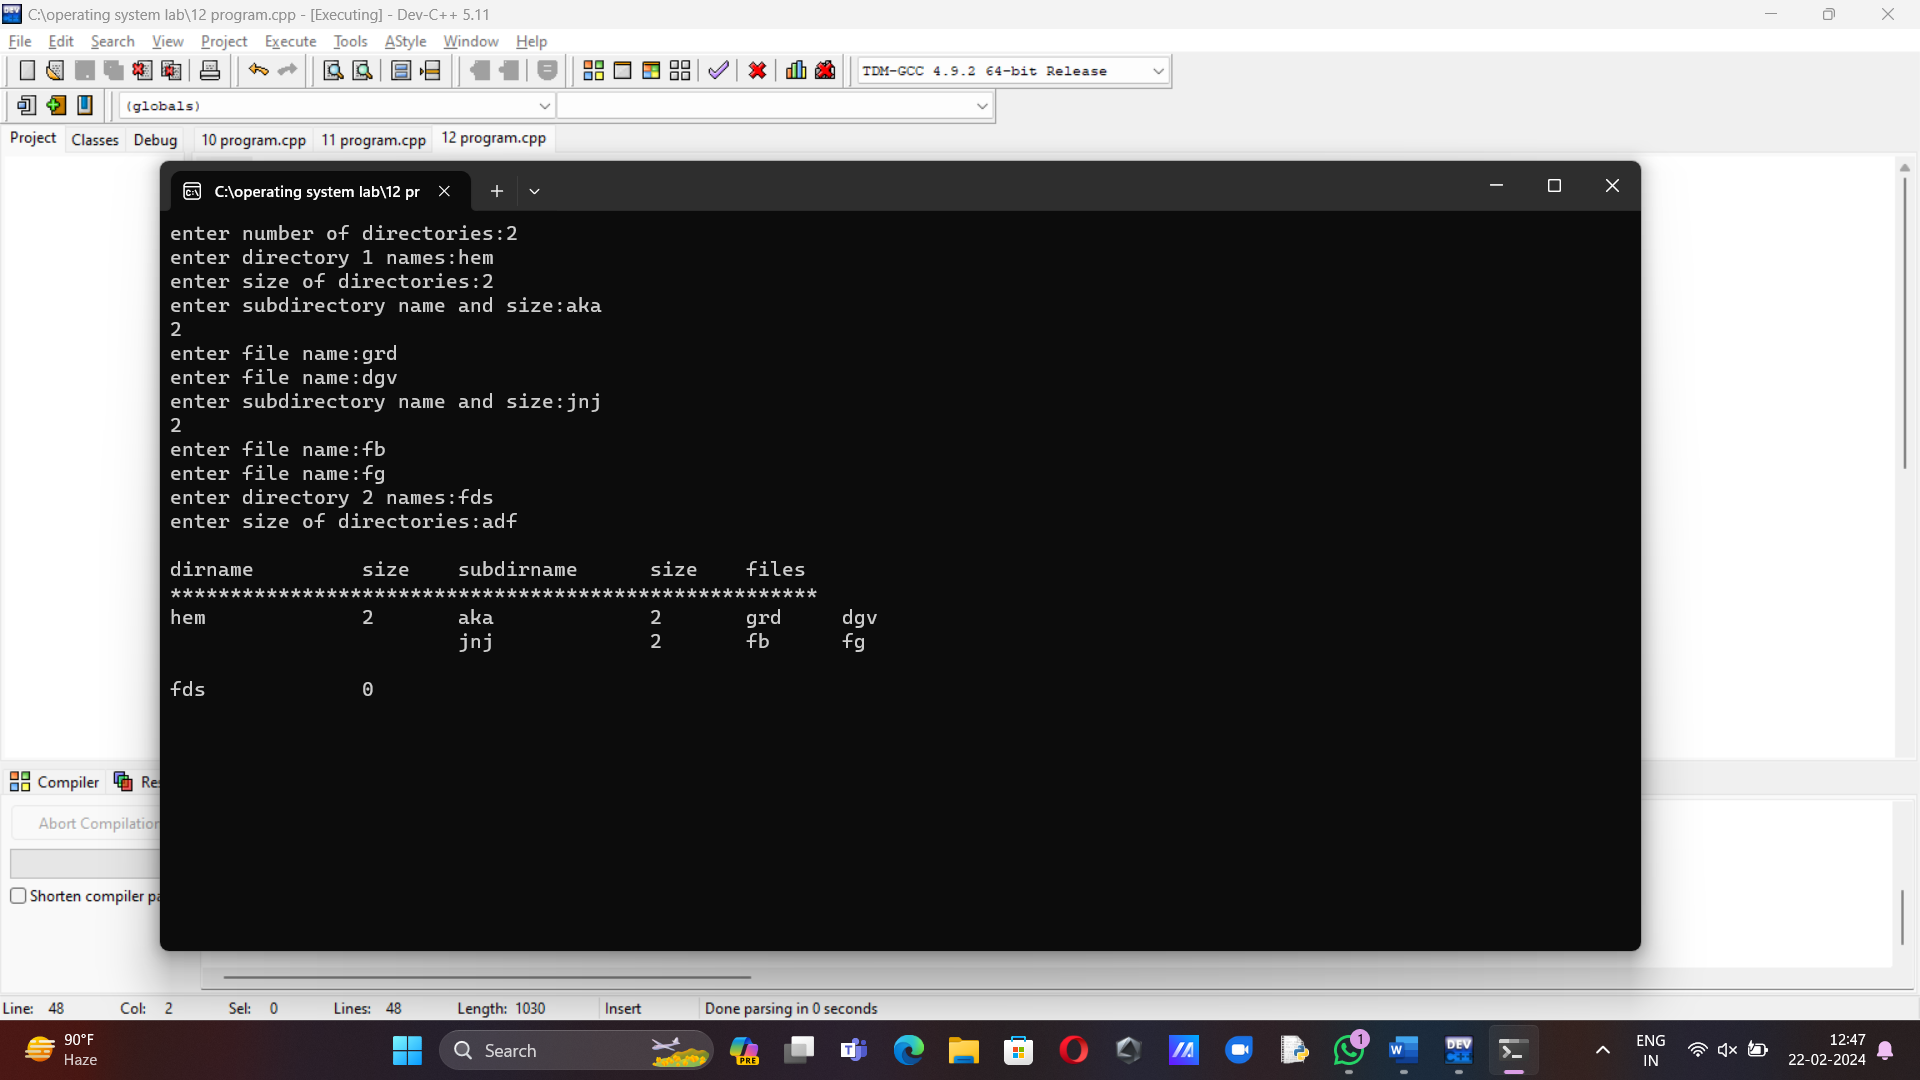 C:\operating system lab\12 program.cpp - [Executing] - Dev-C++ 5.11
File Edit Search View Project Execute Tools AStyle Window Help
TDM-GCC 4.9.2 64-bit Release
(globals)
Project Classes Debug 10 program.cpp 11 program.cpp 12 program.cpp
C:\operating system lab\12 pr
enter number of directories:2
enter directory 1 names:hem
enter size of directories:2
enter subdirectory name and size:aka
2
enter file name:grd
enter file name:dgv
enter subdirectory name and size:jnj
2
enter file name:fb
enter file name:fg
enter directory 2 names:fds
enter size of directories:adf
dirname size subdirname size files
******************************************************
hem 2 aka 2 grd dgv
jnj 2 fb fg
fds 0
Compiler Res
Abort Compilation
Shorten compiler pa
Line: 48 Col: 2 Sel: 0 Lines: 48 Length: 1030 Insert Done parsing in 0 seconds
90°F
Haze
Search
PRE
DEV
1
ENG
IN
12:47
22-02-2024